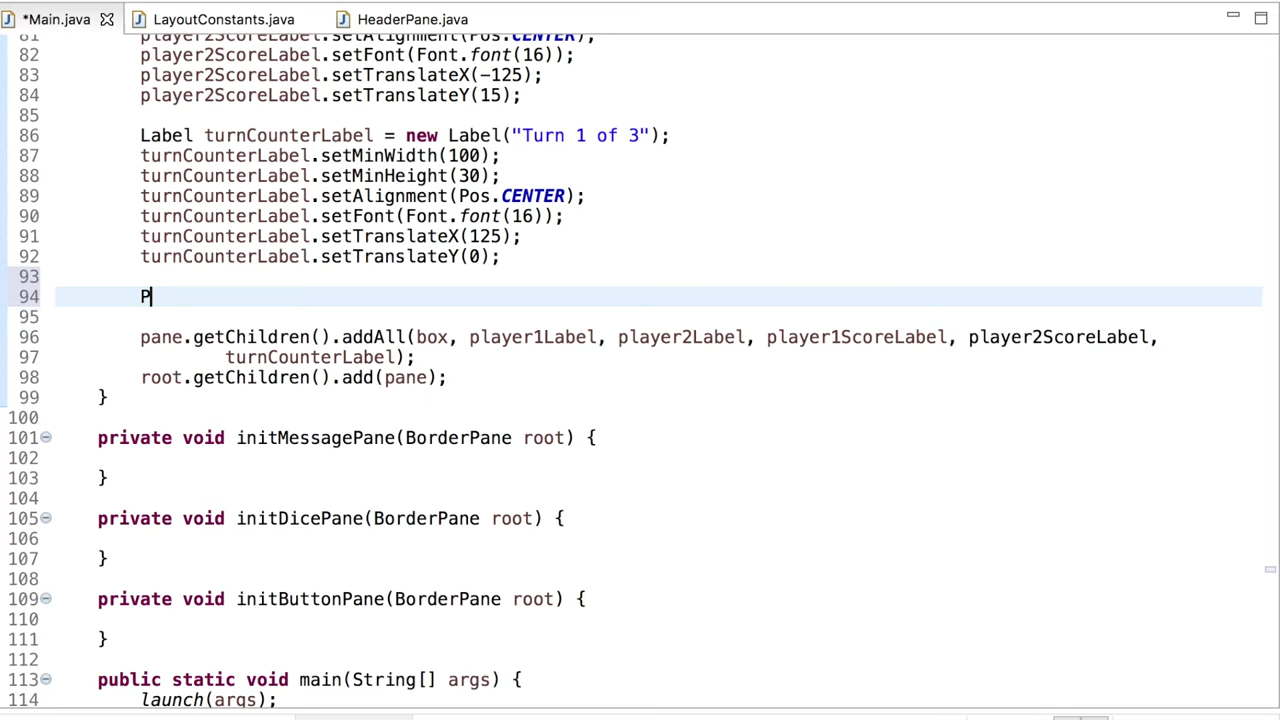 *Main.java LayoutConstants.java HeaderPane.java
81 player2ScoreLabel.setAlignment(Pos.CENTER);
82 player2ScoreLabel.setFont(Font.font(16));
83 player2ScoreLabel.setTranslateX(-125);
84 player2ScoreLabel.setTranslateY(15);
85
86 Label turnCounterLabel = new Label("Turn 1 of 3");
87 turnCounterLabel.setMinWidth(100);
88 turnCounterLabel.setMinHeight(30);
89 turnCounterLabel.setAlignment(Pos.CENTER);
90 turnCounterLabel.setFont(Font.font(16));
91 turnCounterLabel.setTranslateX(125);
92 turnCounterLabel.setTranslateY(0);
93
94 P
95
96 pane.getChildren().addAll(box, player1Label, player2Label, player1ScoreLabel, player2ScoreLabel,
97 turnCounterLabel);
98 root.getChildren().add(pane);
99 }
100
101 private void initMessagePane(BorderPane root) {
102
103 }
104
105 private void initDicePane(BorderPane root) {
106
107 }
108
109 private void initButtonPane(BorderPane root) {
110
111 }
112
113 public static void main(String[] args) {
114 launch(args);